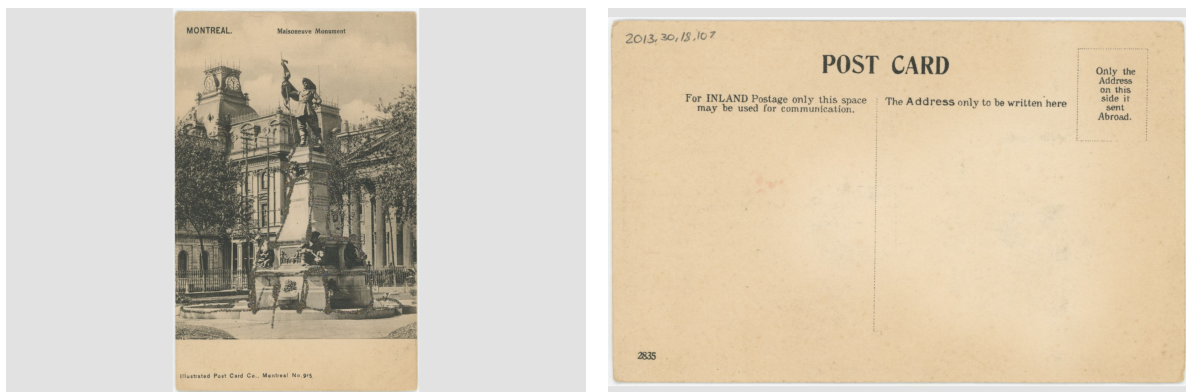 MONTREAL.
Maisoneave Monument
Illustrated Post Card Co., Montreal No. 915
2013.30.18.107
POST CARD
For INLAND Postage only this space
may be used for communication.
The Address only to be written here
Only the
Address
on this
side it
sent
Abroad.
2835